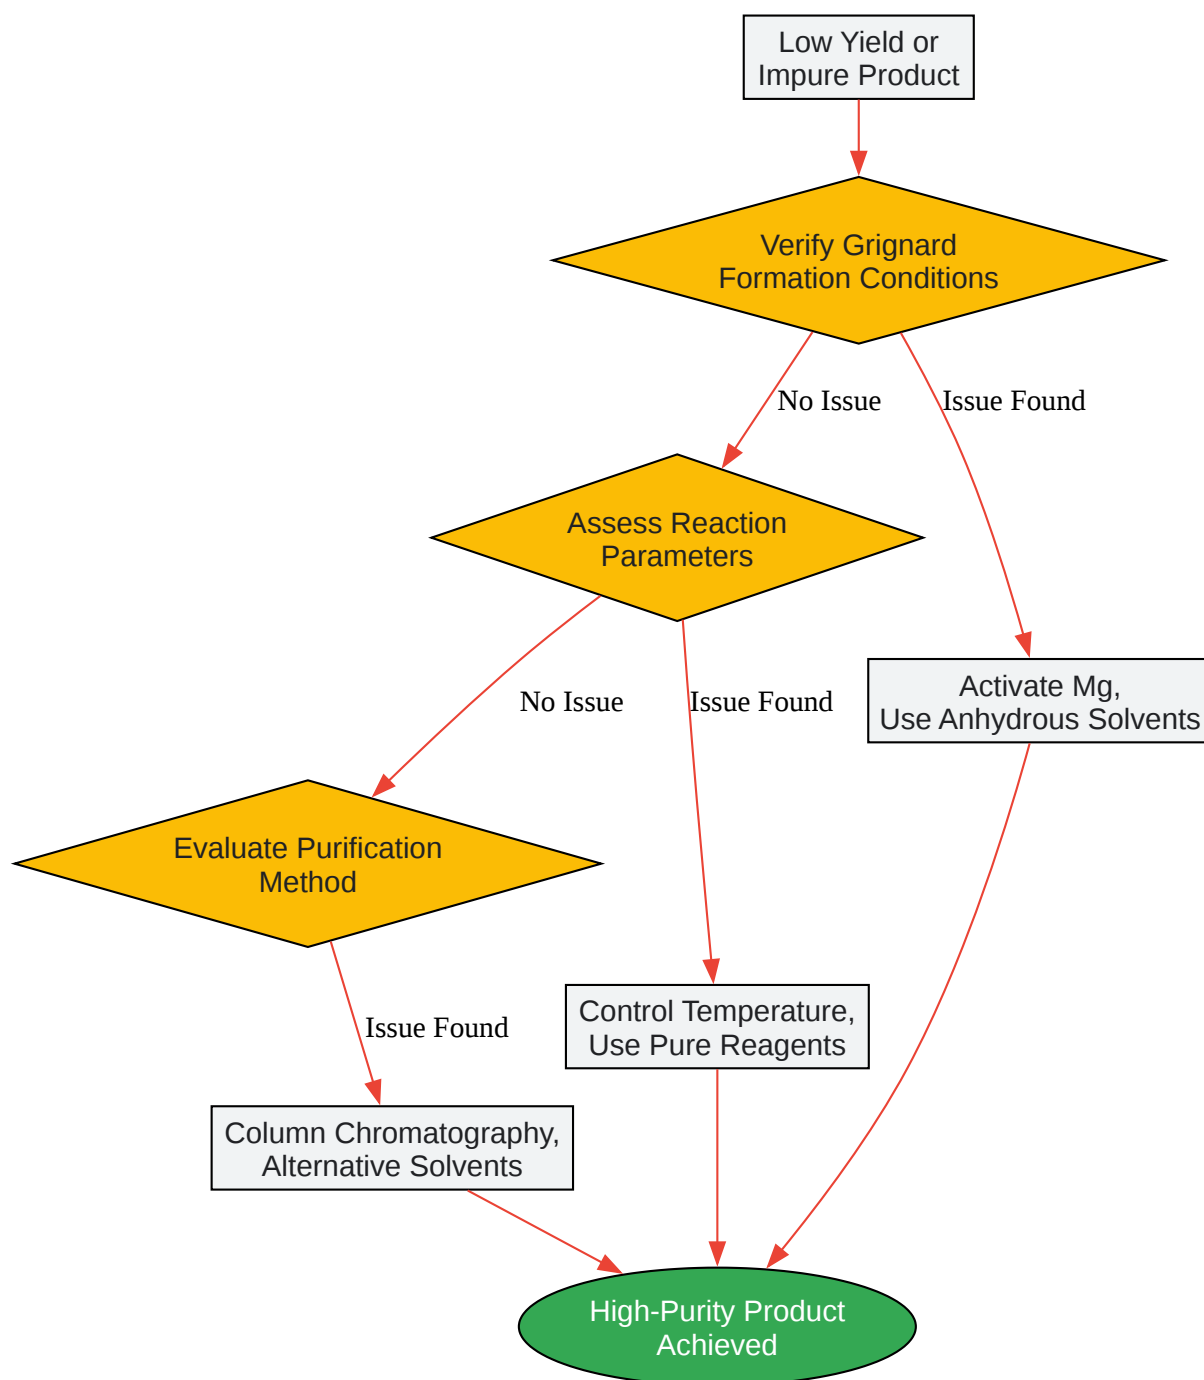 Low Yield or
Impure Product
Verify Grignard
Formation Conditions
No Issue
Issue Found
Assess Reaction
Parameters
No Issue
Issue Found
Activate Mg,
Use Anhydrous Solvents
Evaluate Purification
Method
Issue Found
Control Temperature,
Use Pure Reagents
Column Chromatography,
Alternative Solvents
High-Purity Product
Achieved